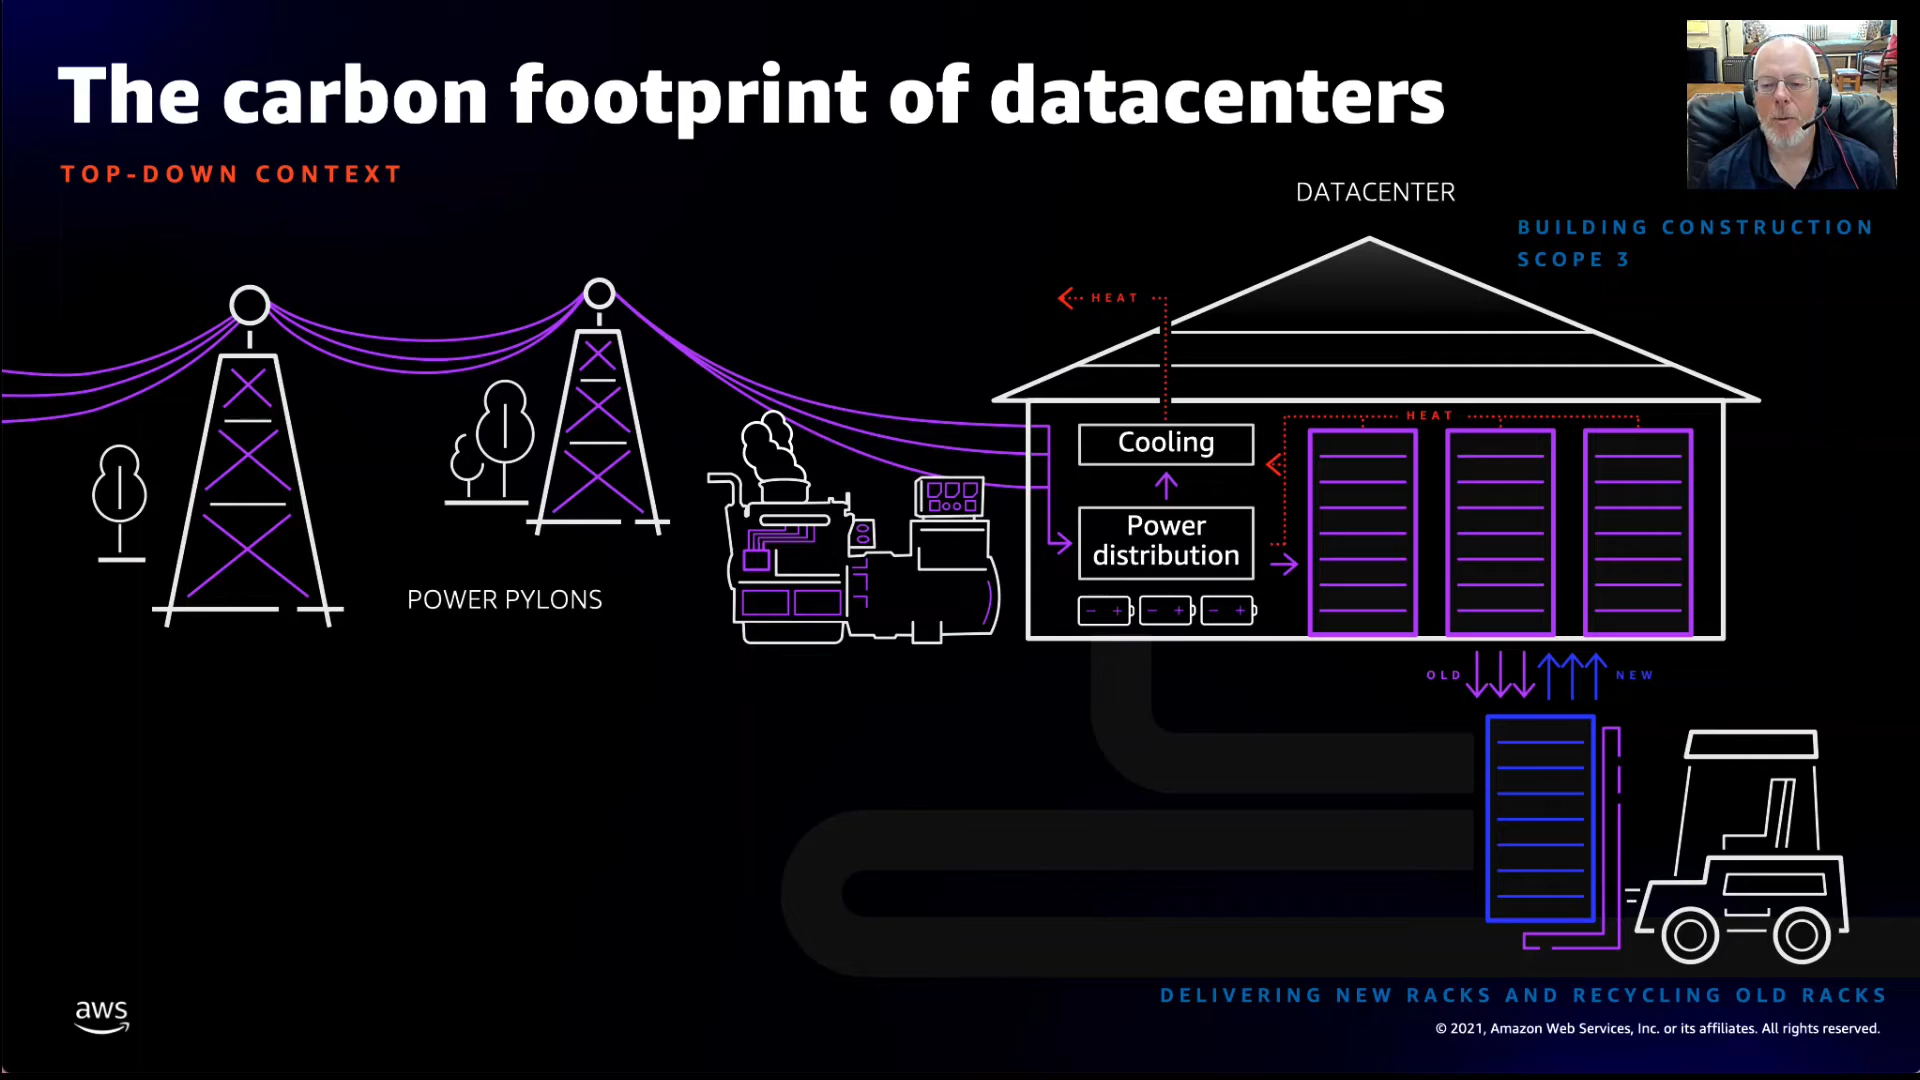 The carbon footprint of datacenters
TOP-DOWN CONTEXT
DATACENTER
BUILDING CONSTRUCTION
SCOPE 3
HEAT
HEAT
Cooling
Power
distribution
- + - + - +
POWER PYLONS
OLD
NEW
DELIVERING NEW RACKS AND RECYCLING OLD RACKS
aws
© 2021, Amazon Web Services, Inc. or its affiliates. All rights reserved.